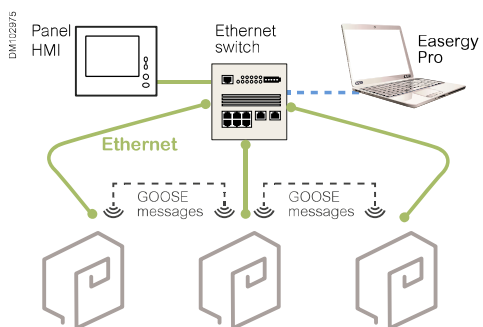 DM102975
Panel
HMI
Ethernet
switch
Easergy
Pro
Ethernet
GOOSE
messages
GOOSE
messages